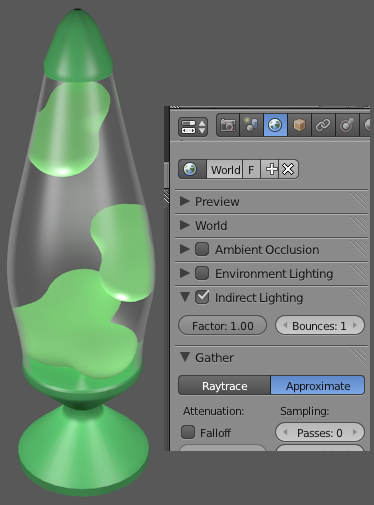 World F
Preview
World
Ambient Occlusion
Environment Lighting
Indirect Lighting
Factor: 1.00 Bounces: 1
Gather
Raytrace Approximate
Attenuation: Sampling:
Falloff Passes: 0